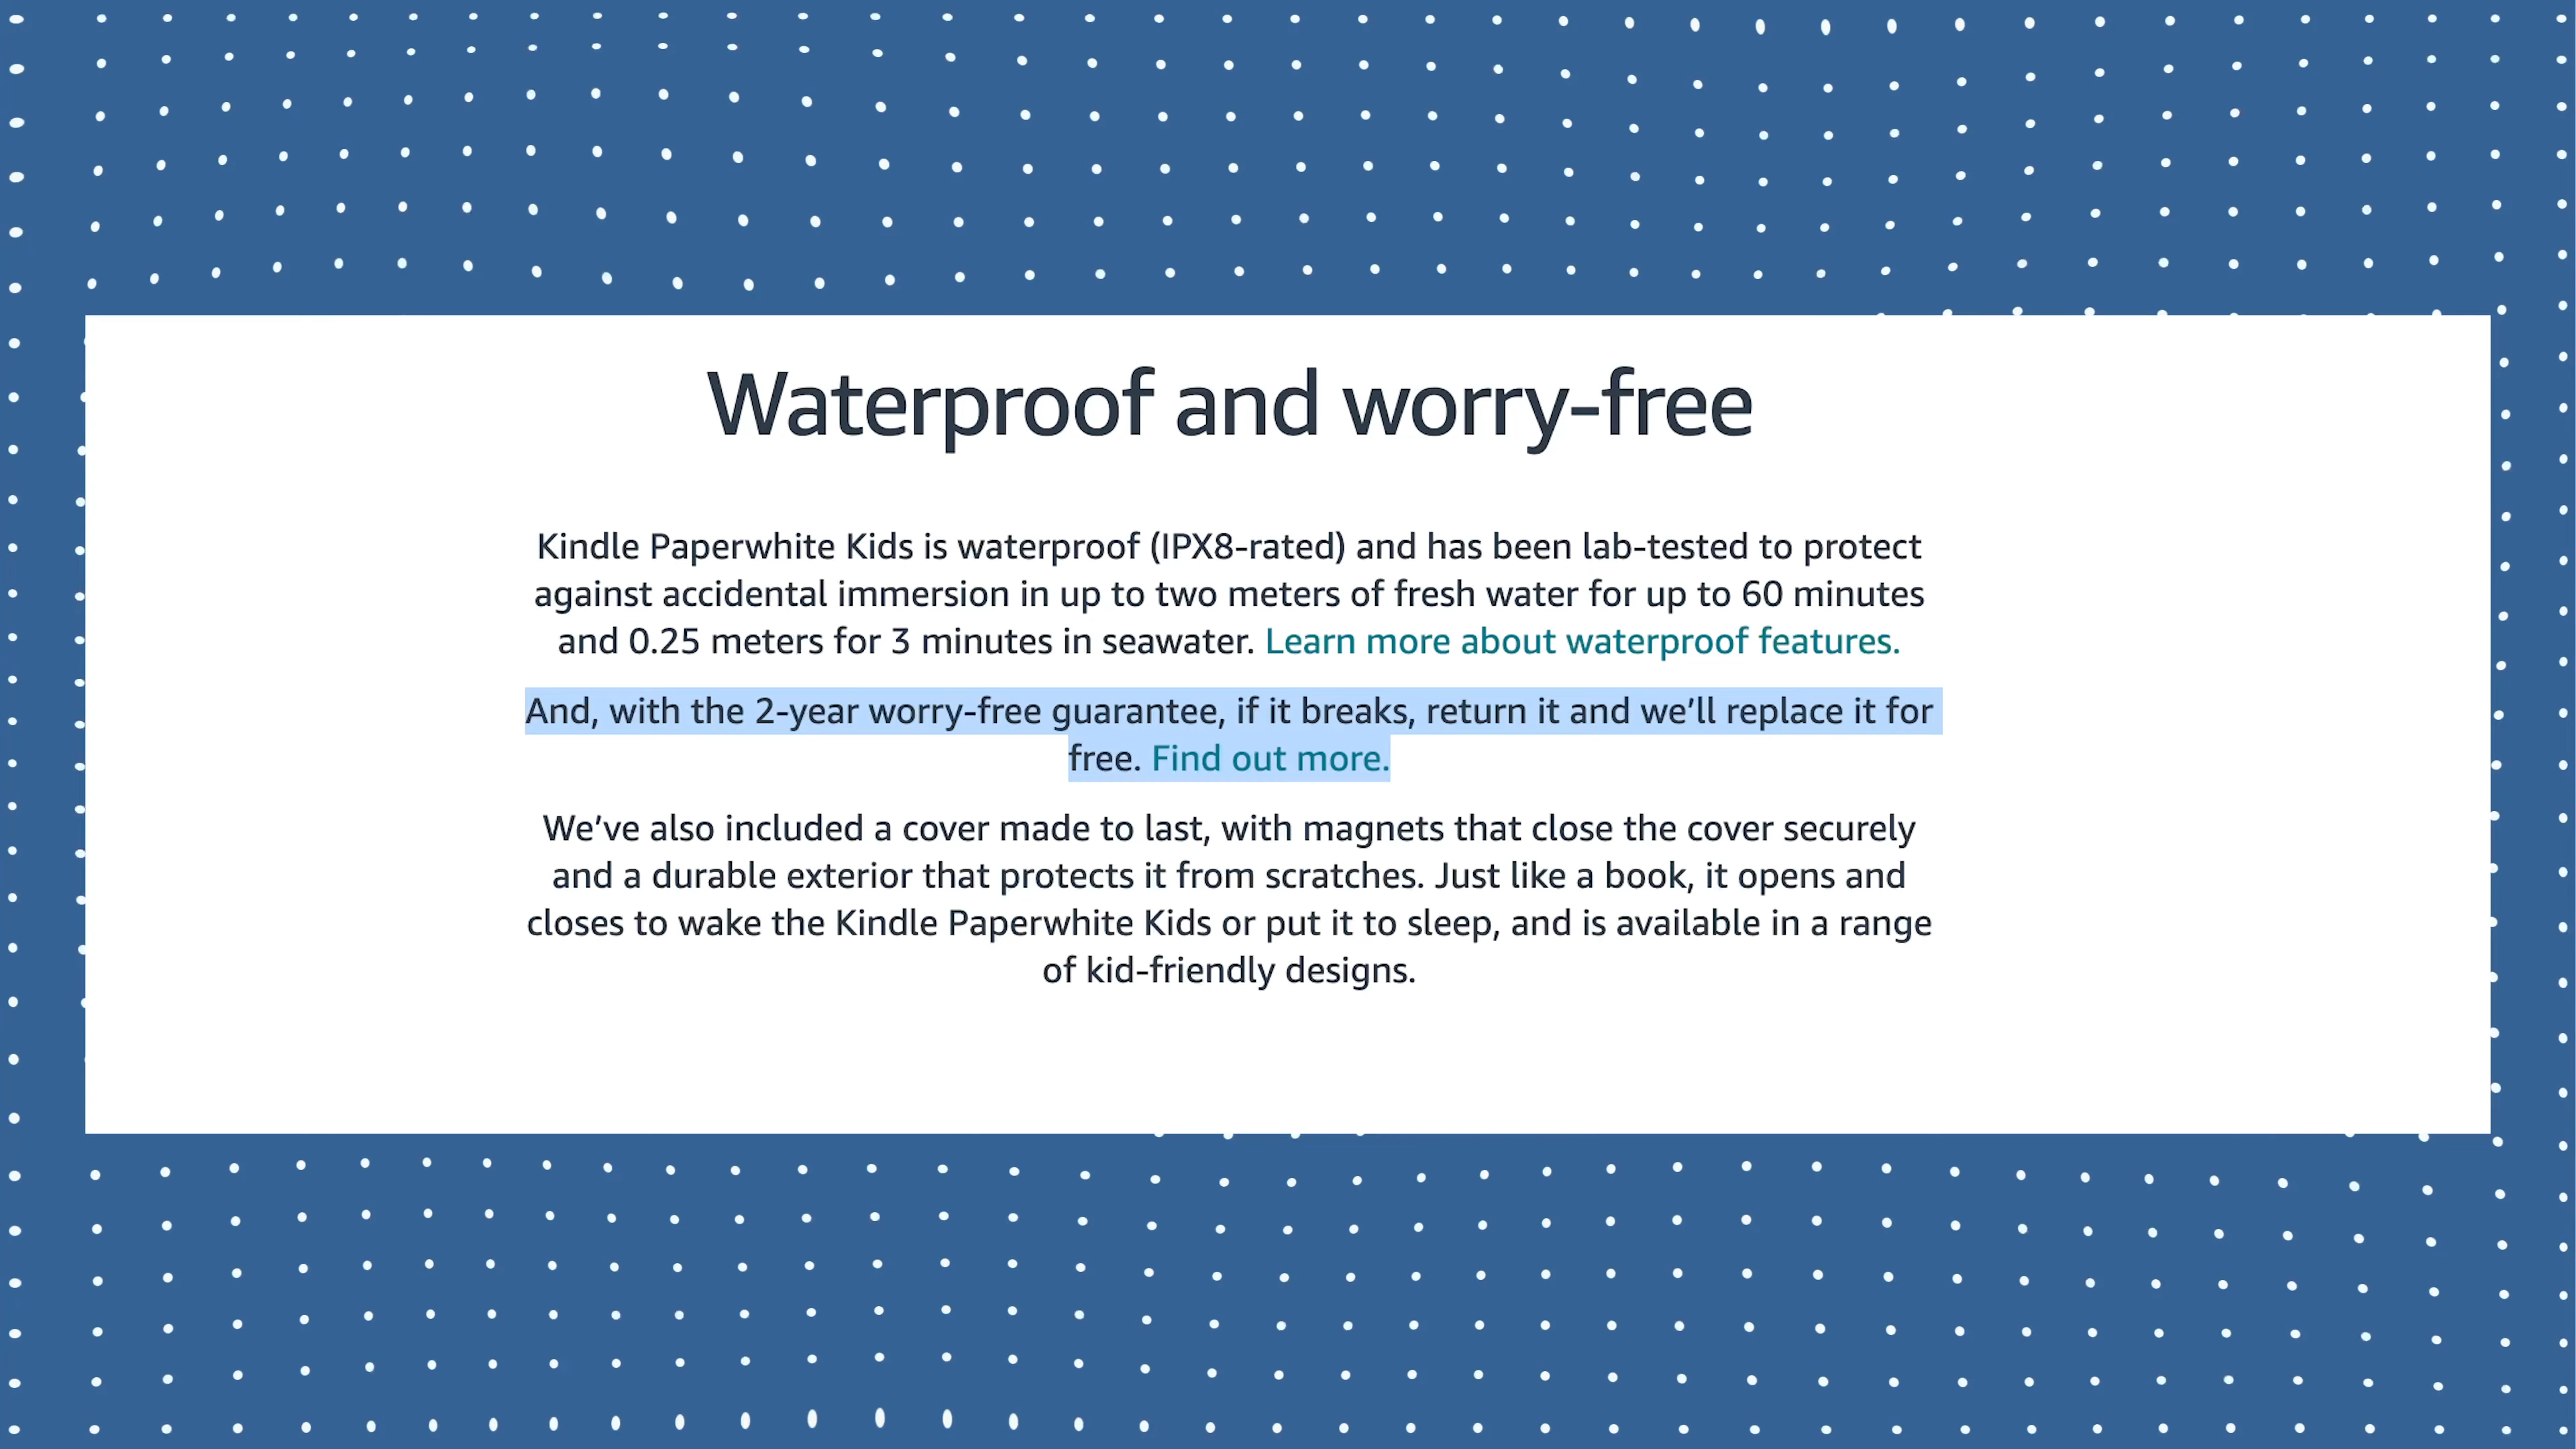 Waterproof and worry-free
Kindle Paperwhite Kids is waterproof (IPX8-rated) and has been lab-tested to protect
against accidental immersion in up to two meters of fresh water for up to 60 minutes
and 0.25 meters for 3 minutes in seawater. Learn more about waterproof features.
And, with the 2-year worry-free guarantee, if it breaks, return it and we’ll replace it for
free. Find out more.
We’ve also included a cover made to last, with magnets that close the cover securely
and a durable exterior that protects it from scratches. Just like a book, it opens and
closes to wake the Kindle Paperwhite Kids or put it to sleep, and is available in a range
of kid-friendly designs.